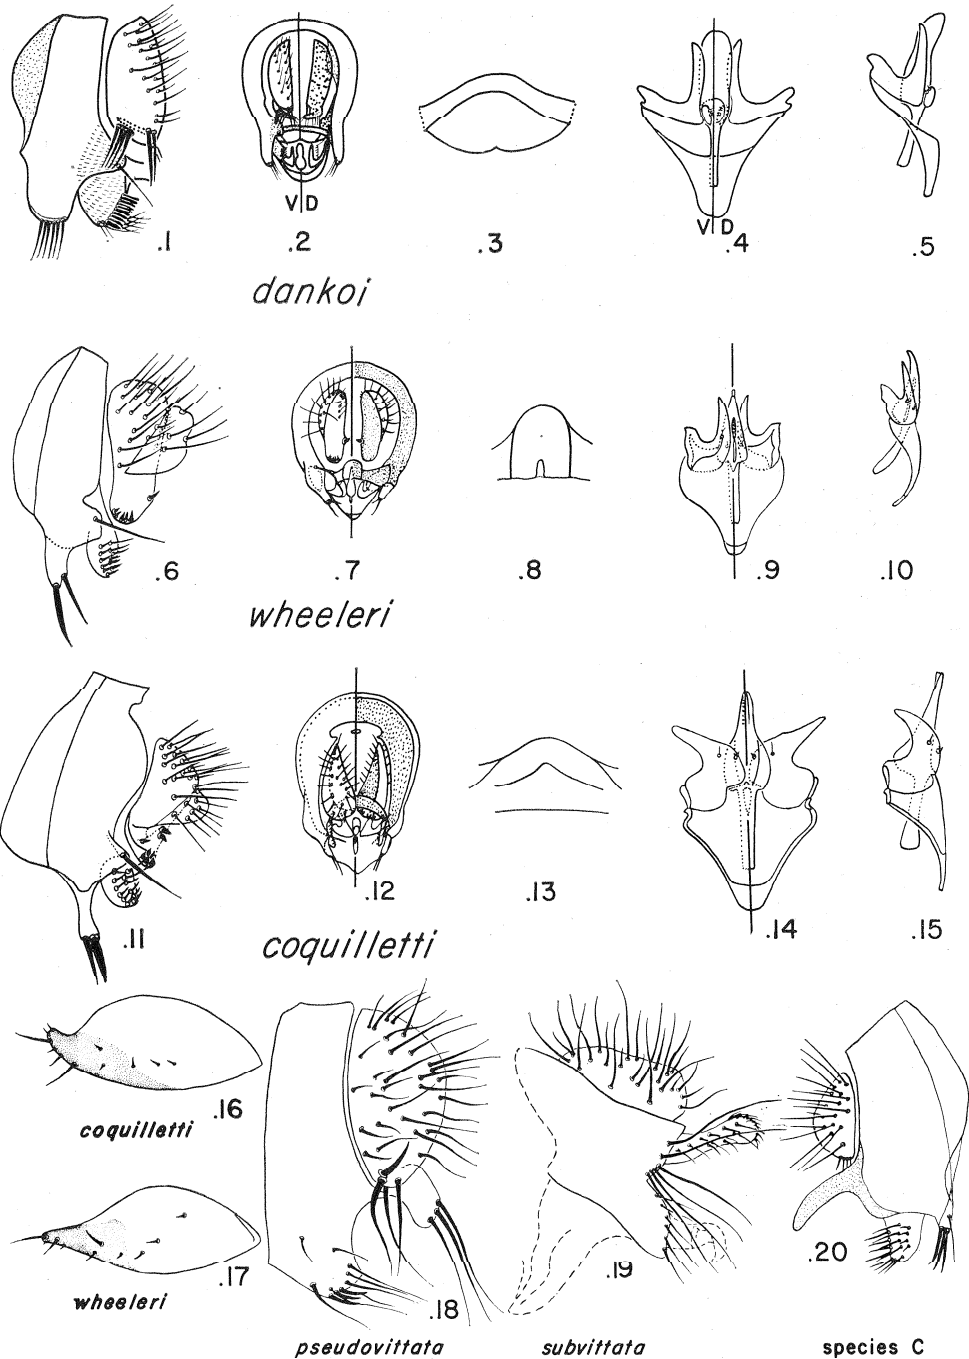 V D
V D
.1
.2
.3
.4
.5
dankoi
.6
.7
.8
.9
.10
wheeleri
.11
.12
.13
.14
.15
coquilletti
.16
coquilletti
.17
wheeleri
.18
.19
.20
pseudovittata
subvittata
species C